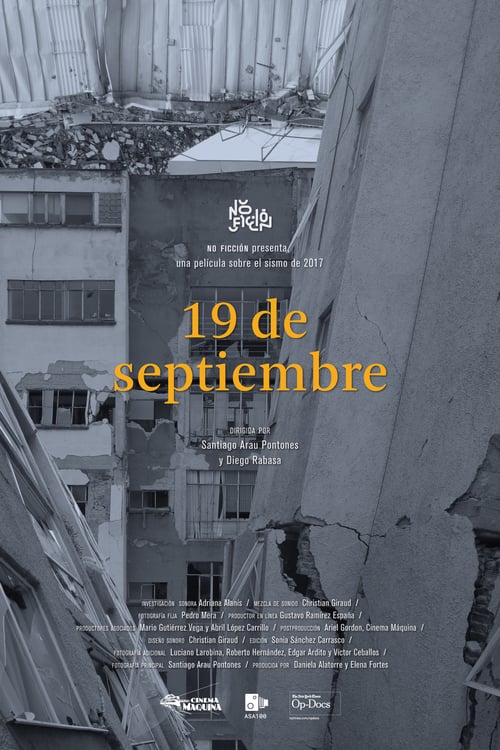 NO FICCIÓN
NO FICCIÓN presenta,
una película sobre el sismo de 2017
19 de
septiembre
DIRIGIDA POR
Santiago Arau Pontones
y Diego Rabasa
INVESTIGACIÓN SONORA Adriana Alanís / MEZCLA DE SONIDO Christian Giraud /
FOTOGRAFÍA FIJA Pedro Mera / PRODUCTOR EN LÍNEA Gustavo Ramírez España /
PRODUCTORES ASOCIADOS Mario Gutiérrez Vega y Abril López Carrillo / POSTPRODUCCIÓN Ariel Gordon, Cinema Máquina /
DISEÑO SONORO Christian Giraud / EDICIÓN Sonia Sánchez Carrasco /
FOTOGRAFÍA ADICIONAL Luciano Larobina, Roberto Hernández, Edgar Ardito y Víctor Ceballos /
FOTOGRAFÍA PRINCIPAL Santiago Arau Pontones / PRODUCIDA POR Daniela Alatorre y Elena Fortes
CINEMA
MÁQUINA
ASA100
The New York Times
Op-Docs
nytimes.com/opdocs